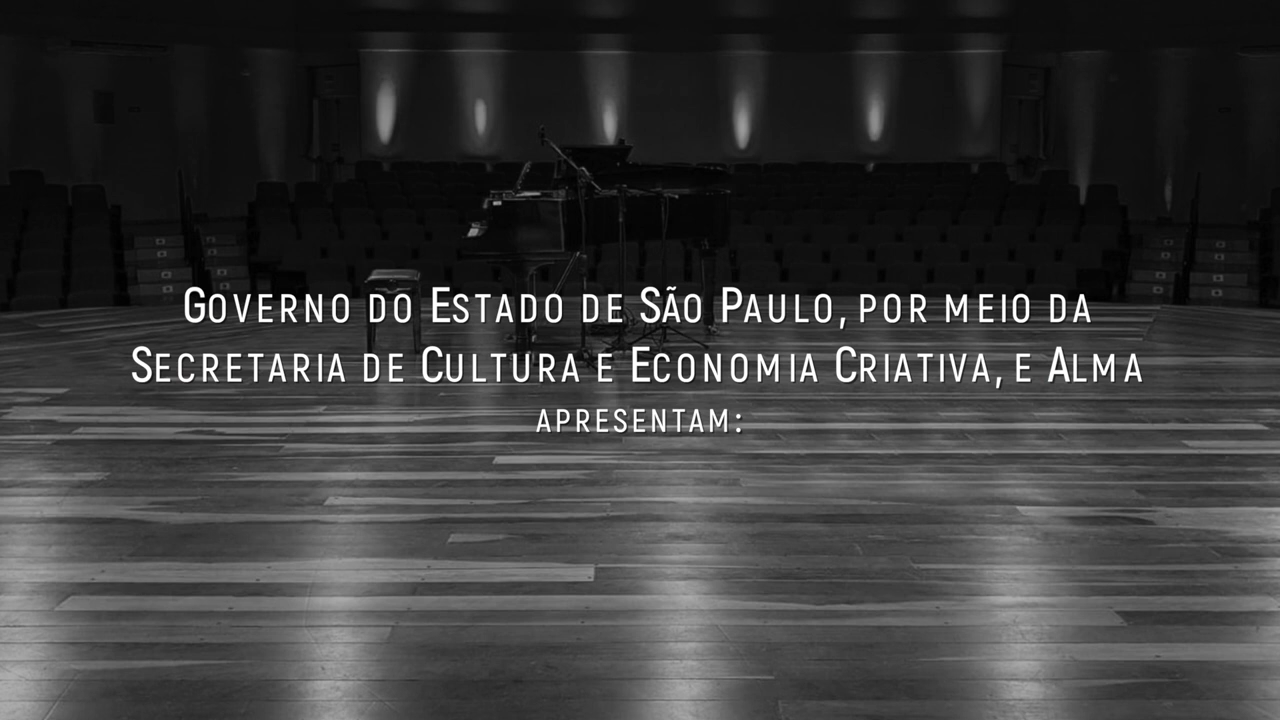 Governo do Estado de São Paulo, por meio da
Secretaria de Cultura e Economia Criativa, e Alma
apresentam: